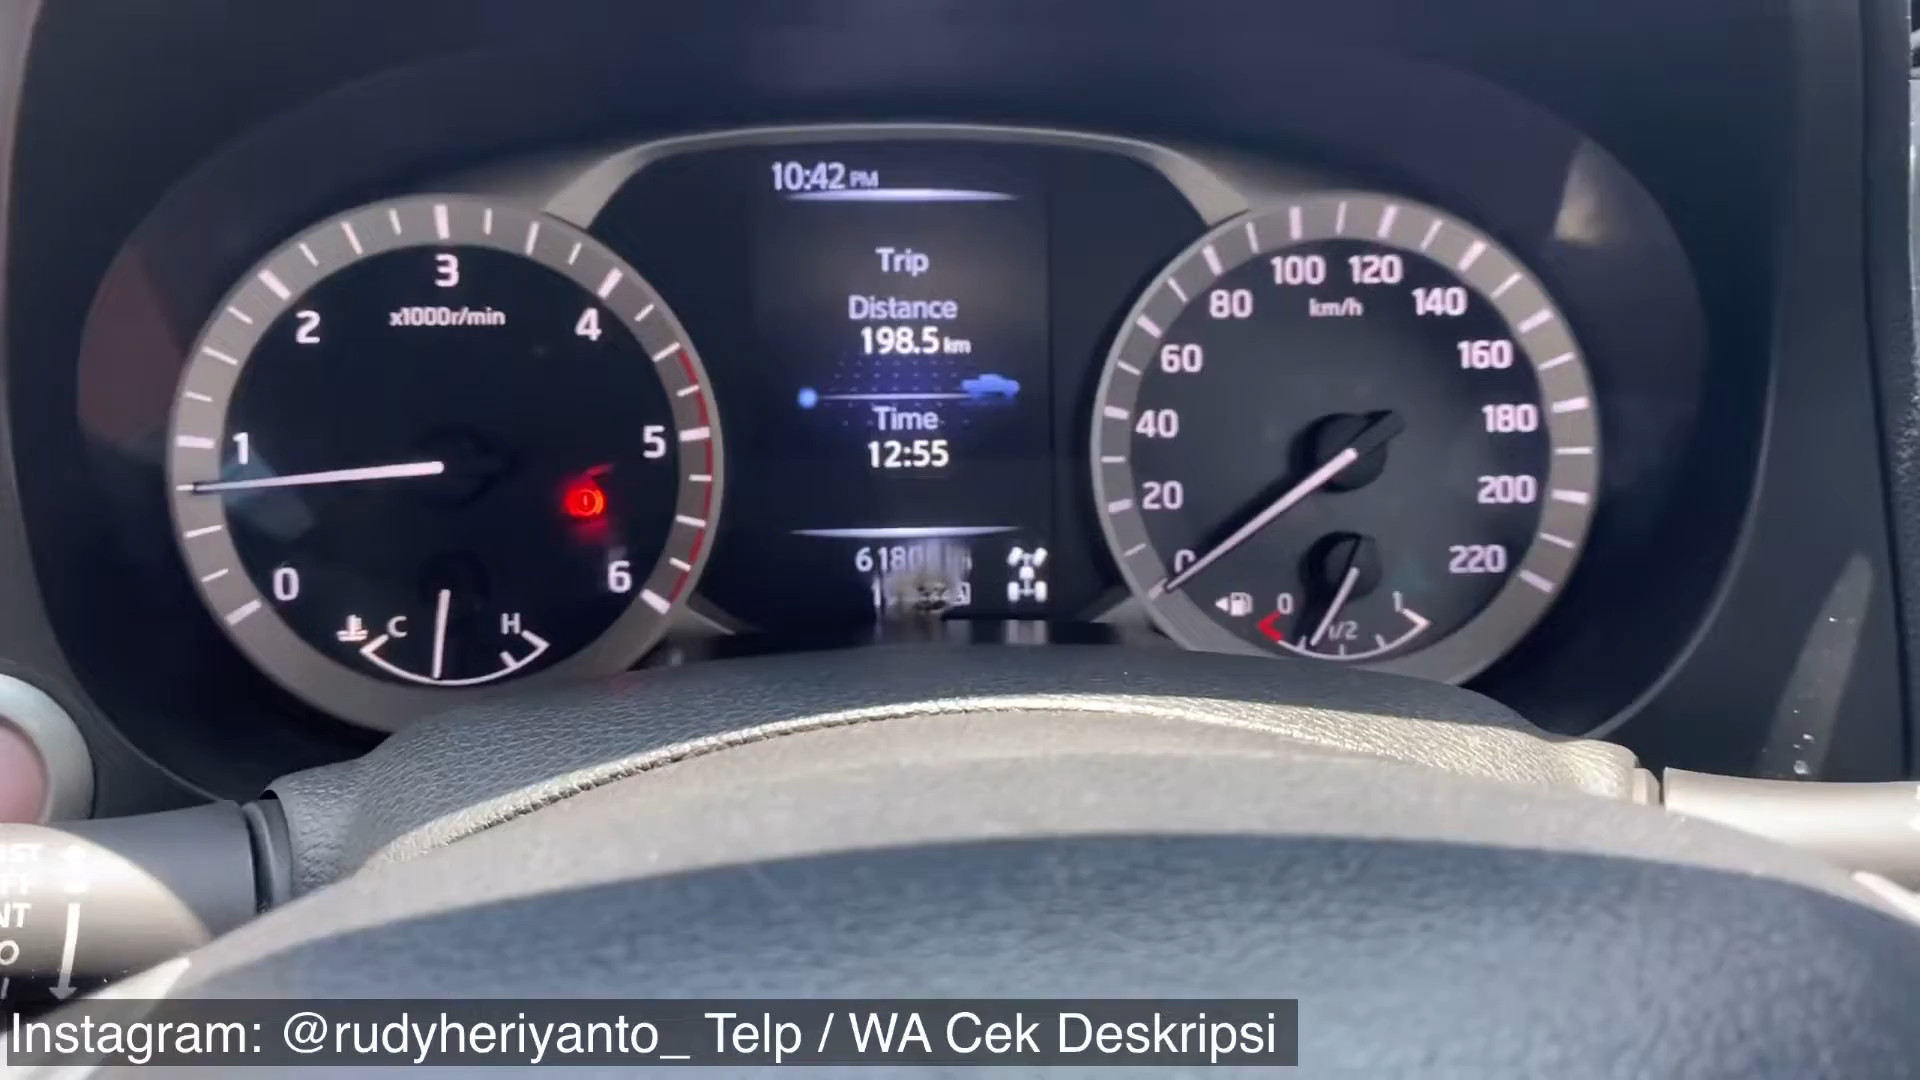 10:42 PM
Trip
Distance
198.5 km
Time
12:55
0
1
2
3
4
5
6
x1000r/min
C
H
0
20
40
60
80
100
120
140
160
180
200
220
km/h
0
1/2
1
Instagram: @rudyheriyanto_ Telp / WA Cek Deskripsi